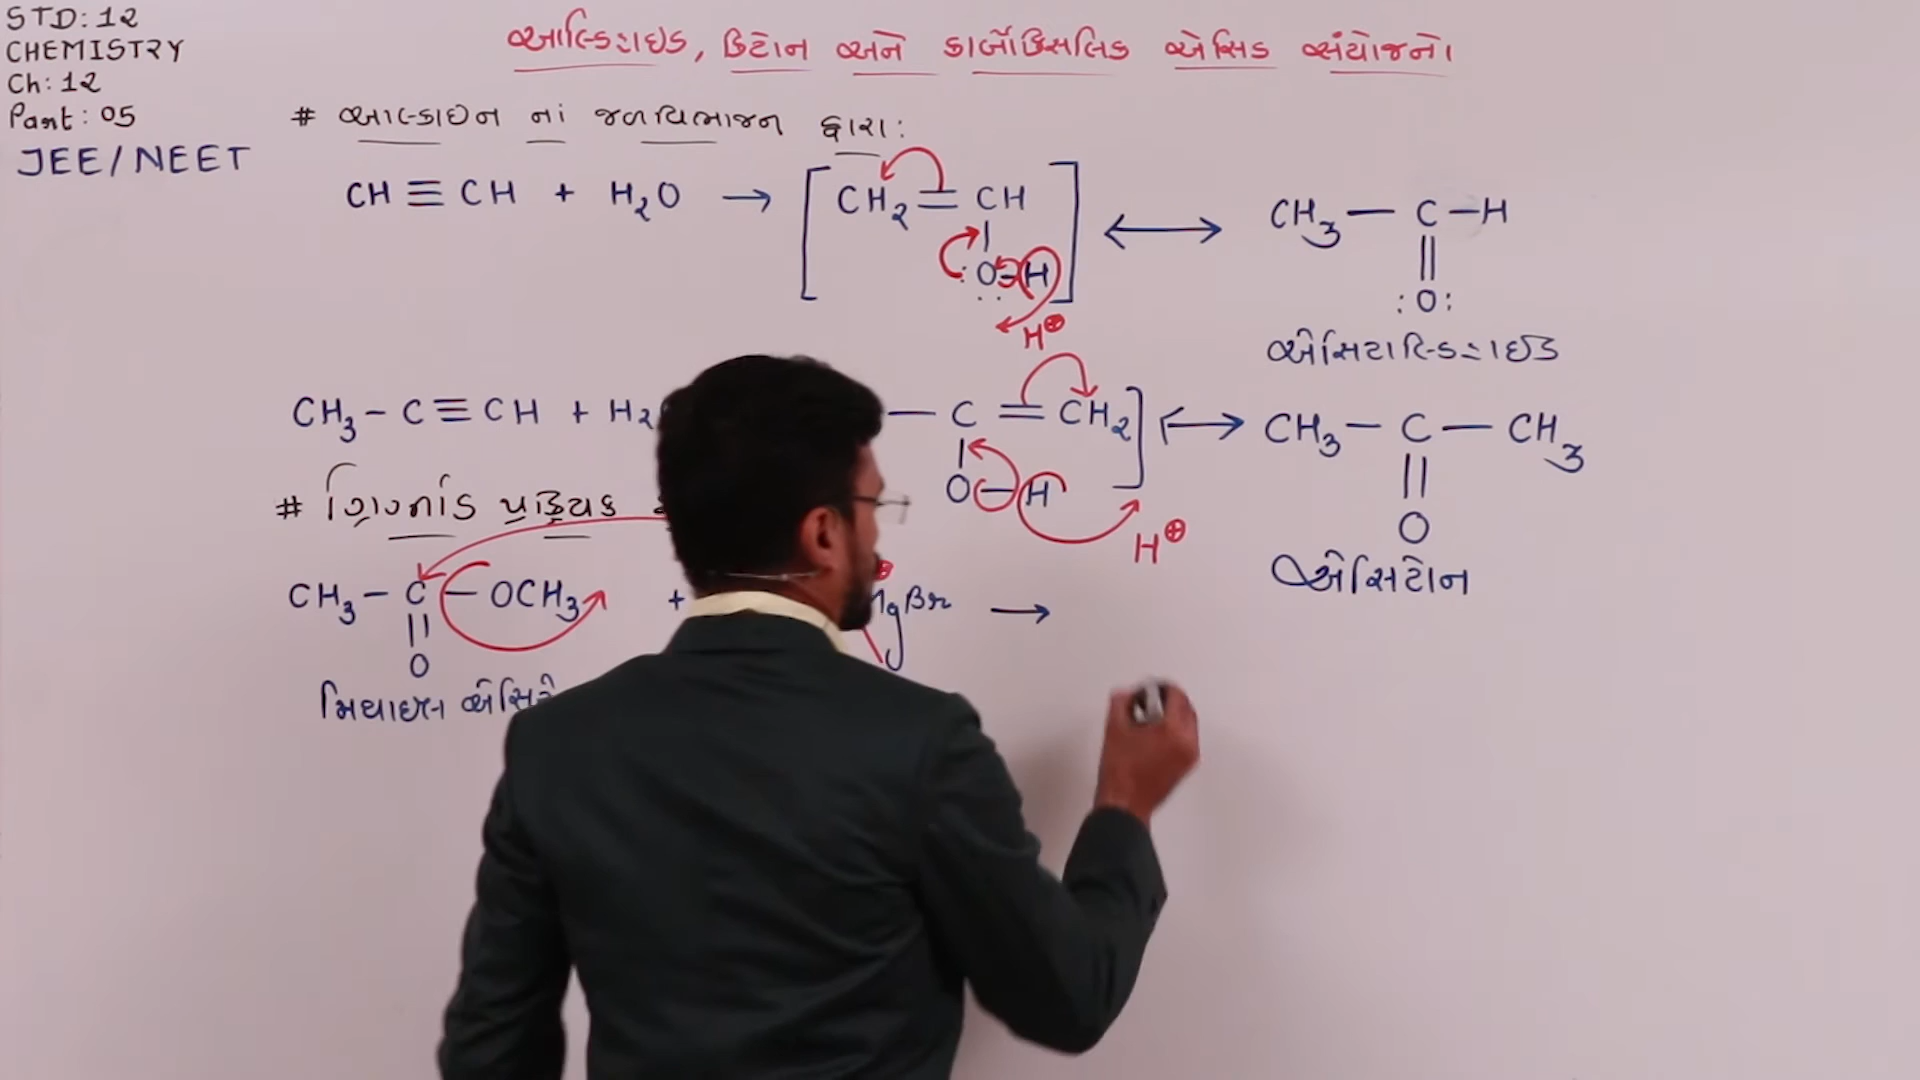 STD: 12
CHEMISTRY
Ch: 12
Part: 05
JEE/NEET
આલ્ડિહાઇડ, કિટોન અને કાર્બોક્સિલિક એસિડ સંયોજનો
# આલ્કાઇન નાં જળવિભાજન દ્વારા:
CH ≡ CH + H₂O → [CH₂ = CH
O-H] ↔ CH₃ — C — H
H⊕
:O:
એસિટાલ્ડિહાઇડ
CH₃ — C ≡ CH + H₂ — C = CH₂] ↔ CH₃ — C — CH₃
O — H
O
H⊕
એસિટોન
# ગ્રિગ્નાર્ડ પ્રક્રિયક
CH₃ — C — OCH₃ + MgBr →
O
મિથાઇલ